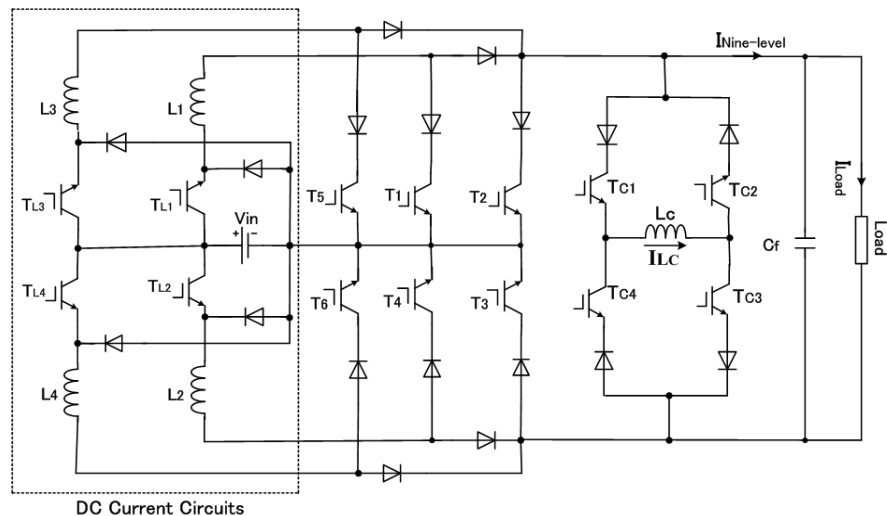 INine-level
L3
L1
ILoad
TL3
TL1
T5
T1
T2
TC1
TC2
Vin
+
-
Lc
ILC
Cf
Load
TL4
TL2
T6
T4
T3
TC4
TC3
L4
L2
DC Current Circuits